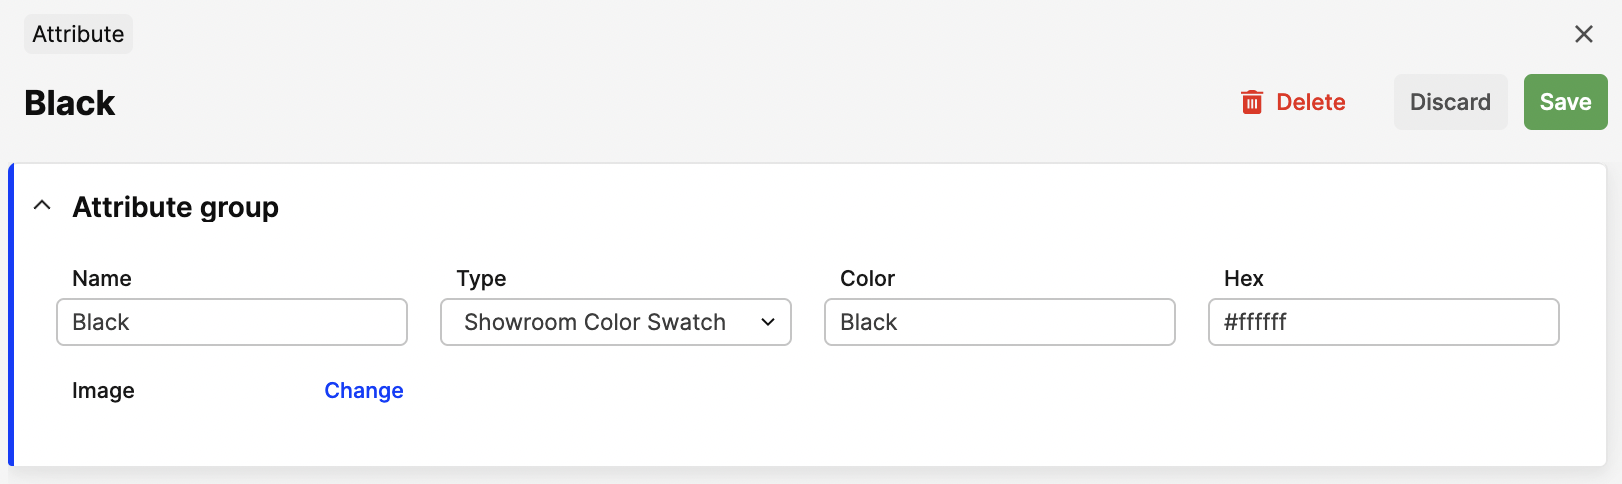 Attribute
Black
Delete
Discard
Save
Attribute group
Name
Type
Color
Hex
Black
Showroom Color Swatch
Black
#ffffff
Image
Change